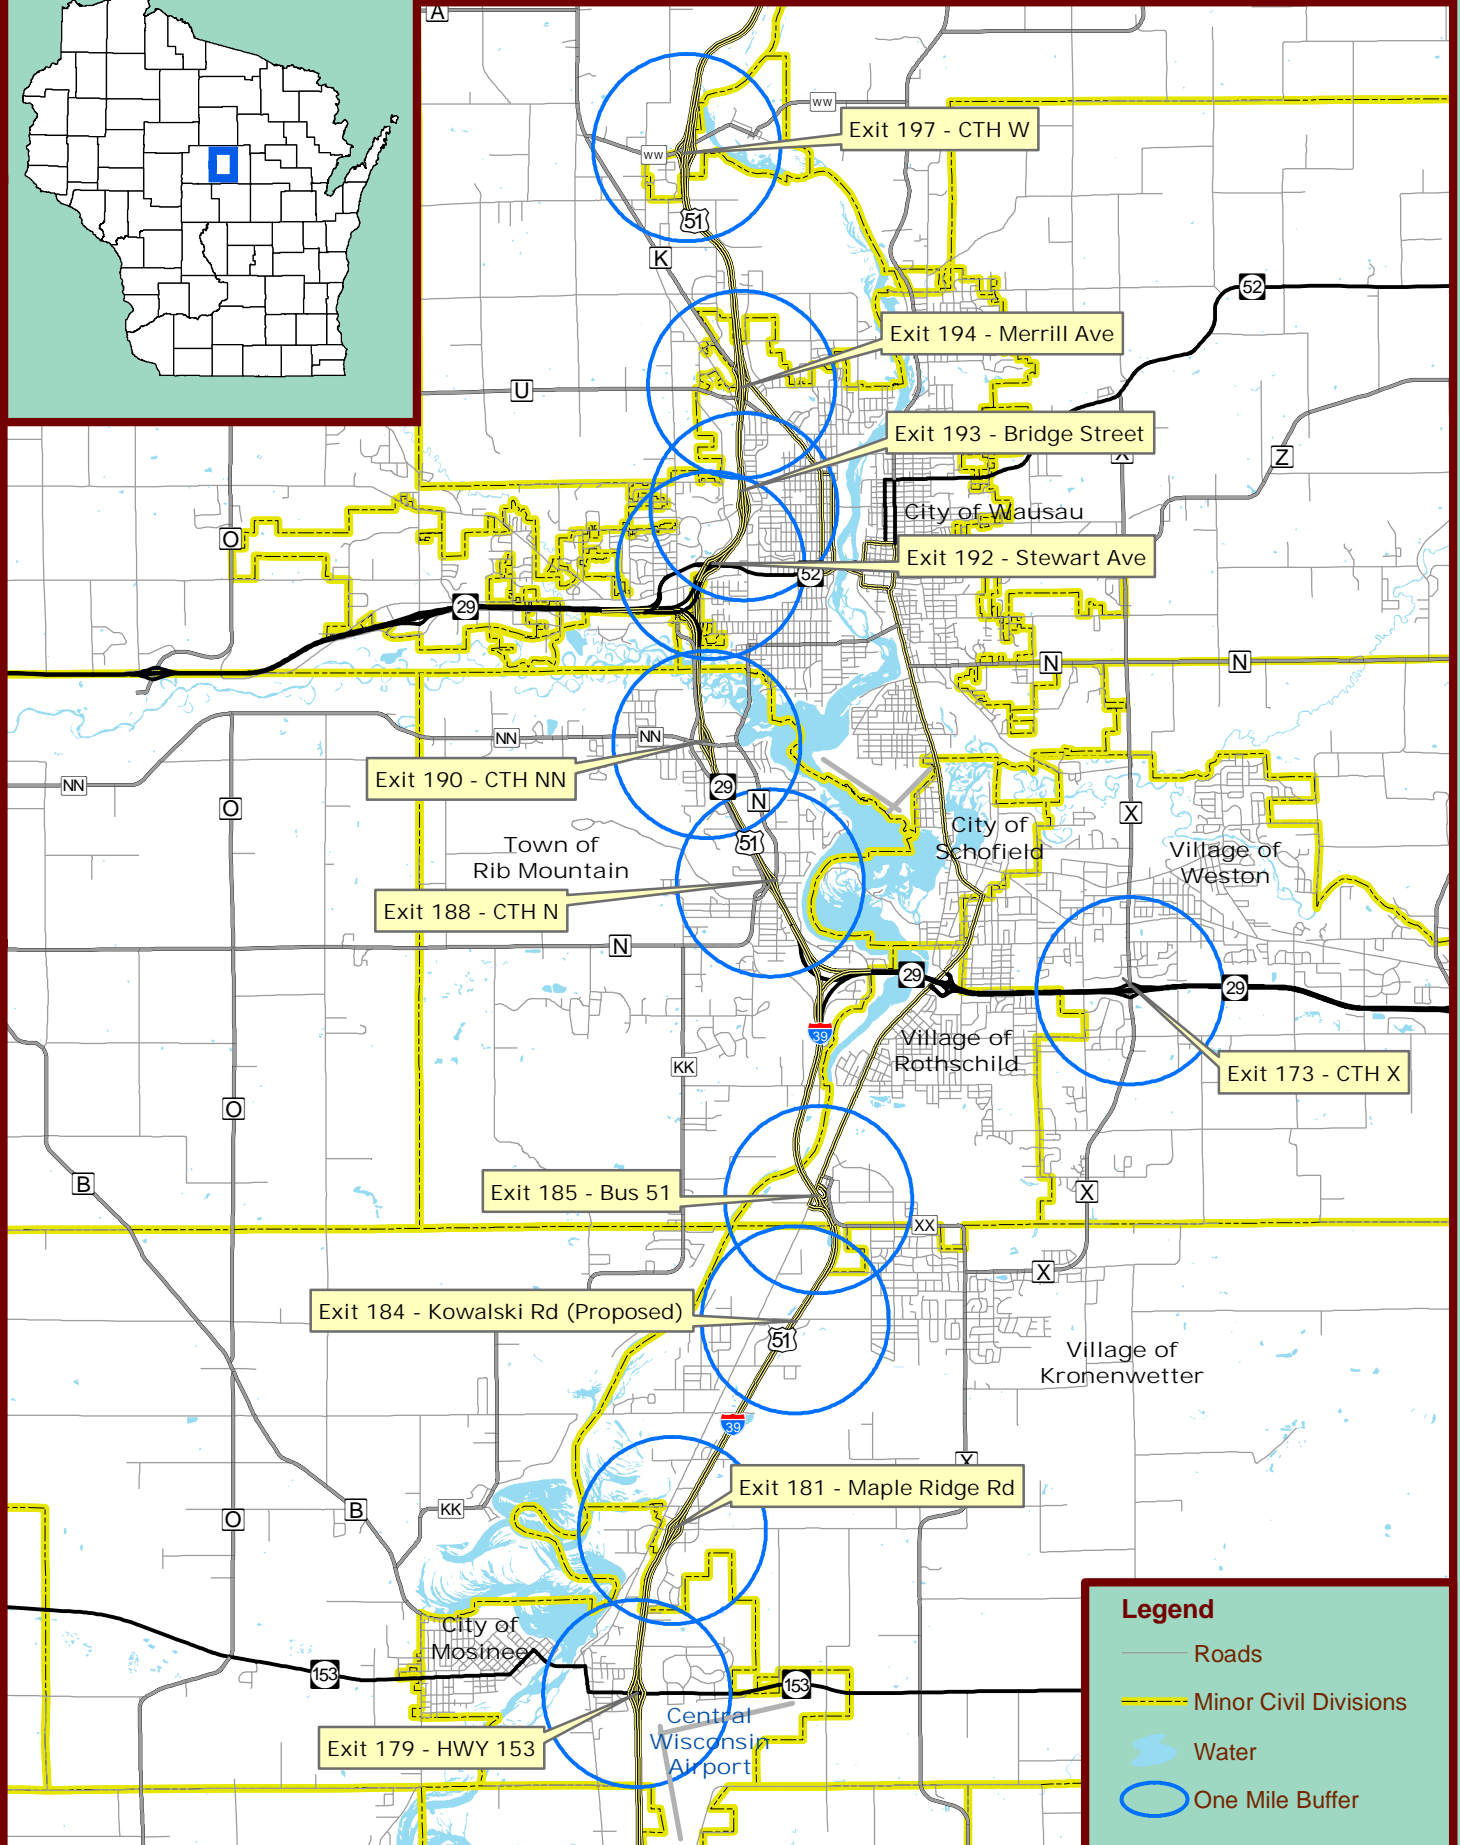 A
WW
Exit 197 - CTH W
WW
51
K
52
Exit 194 - Merrill Ave
U
Exit 193 - Bridge Street
X
Z
City of Wausau
O
Exit 192 - Stewart Ave
52
29
N
N
NN
NN
Exit 190 - CTH NN
NN
29
N
O
X
51
City of
Schofield
Town of
Rib Mountain
Village of
Weston
Exit 188 - CTH N
N
29
29
39
Village of
Rothschild
KK
Exit 173 - CTH X
O
B
Exit 185 - Bus 51
X
XX
X
Exit 184 - Kowalski Rd (Proposed)
51
Village of
Kronenwetter
39
X
Exit 181 - Maple Ridge Rd
B
KK
O
City of
Mosinee
153
153
Central
Wisconsin
Airport
Exit 179 - HWY 153
Legend
Roads
Minor Civil Divisions
Water
One Mile Buffer